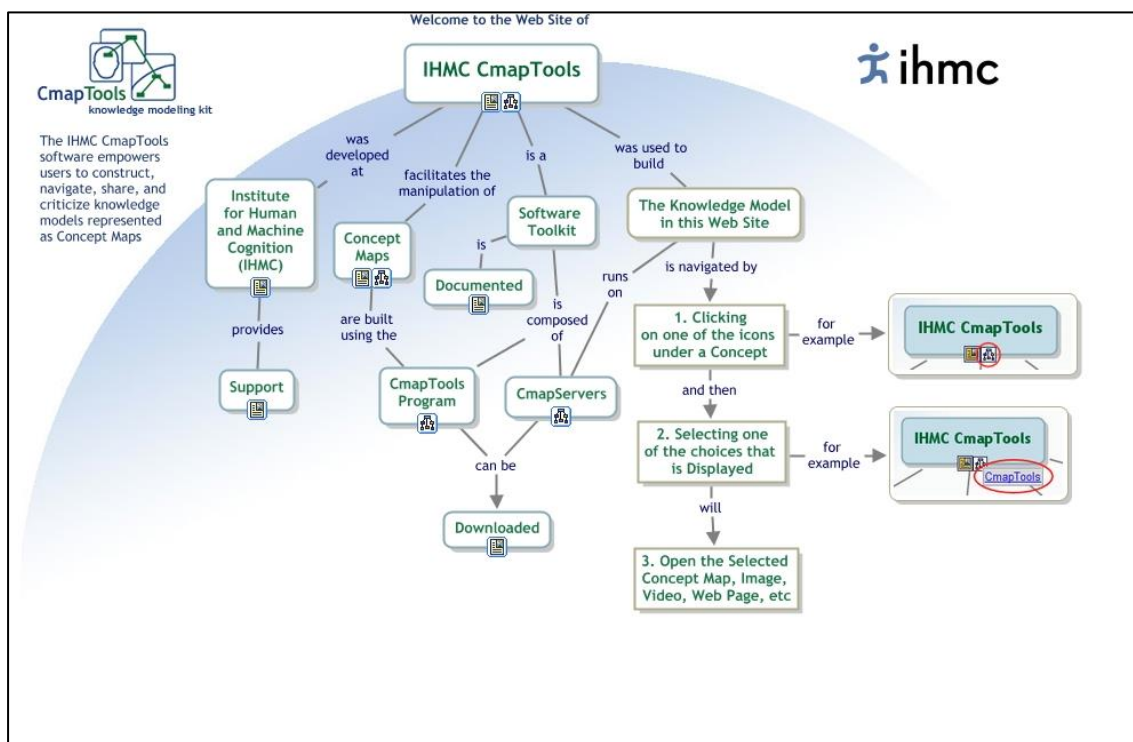 Welcome to the Web Site of
IHMC CmapTools
ihmc
CmapTools
knowledge modeling kit
The IHMC CmapTools
software empowers
users to construct,
navigate, share, and
criticize knowledge
models represented
as Concept Maps
was
developed
at
facilitates the
manipulation of
is a
was used to
build
Institute
for Human
and Machine
Cognition
(IHMC)
Concept
Maps
Software
Toolkit
The Knowledge Model
in this Web Site
is
Documented
runs
on
is navigated by
provides
are built
using the
is
composed
of
1. Clicking
on one of the icons
under a Concept
for
example
IHMC CmapTools
Support
CmapTools
Program
CmapServers
and then
2. Selecting one
of the choices that
is Displayed
for
example
IHMC CmapTools
CmapTools
can be
Downloaded
will
3. Open the Selected
Concept Map, Image,
Video, Web Page, etc